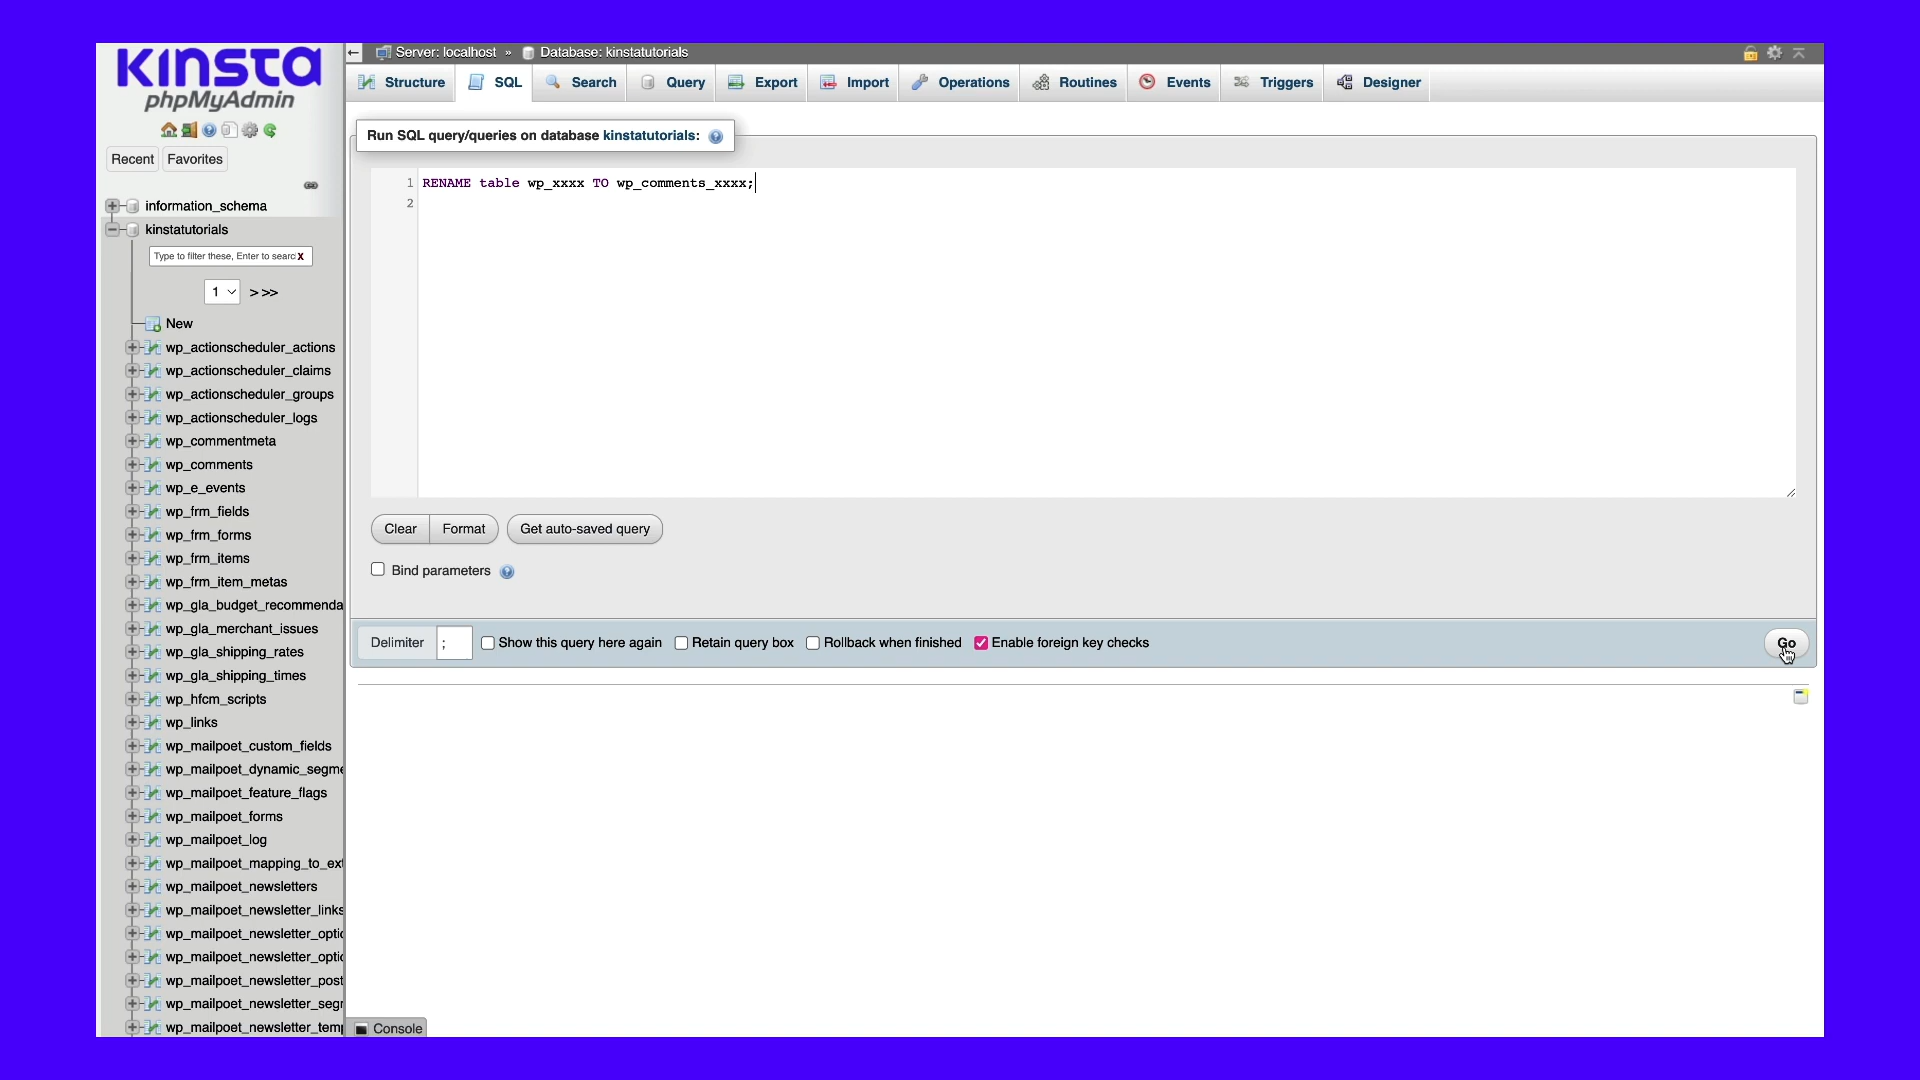 Kinsta
phpMyAdmin
Recent Favorites
information_schema
kinstatutorials
Type to filter these, Enter to searc X
1 > >>
New
wp_actionscheduler_actions
wp_actionscheduler_claims
wp_actionscheduler_groups
wp_actionscheduler_logs
wp_commentmeta
wp_comments
wp_e_events
wp_frm_fields
wp_frm_forms
wp_frm_items
wp_frm_item_metas
wp_gla_budget_recommenda
wp_gla_merchant_issues
wp_gla_shipping_rates
wp_gla_shipping_times
wp_hfcm_scripts
wp_links
wp_mailpoet_custom_fields
wp_mailpoet_dynamic_segme
wp_mailpoet_feature_flags
wp_mailpoet_forms
wp_mailpoet_log
wp_mailpoet_mapping_to_ext
wp_mailpoet_newsletters
wp_mailpoet_newsletter_links
wp_mailpoet_newsletter_optio
wp_mailpoet_newsletter_optio
wp_mailpoet_newsletter_post
wp_mailpoet_newsletter_segr
wp_mailpoet_newsletter_temp
Server: localhost » Database: kinstatutorials
Structure SQL Search Query Export Import Operations Routines Events Triggers Designer
Run SQL query/queries on database kinstatutorials:
1 RENAME table wp_xxxx TO wp_comments_xxxx;
2
Clear Format Get auto-saved query
Bind parameters
Delimiter ; Show this query here again Retain query box Rollback when finished Enable foreign key checks Go
Console